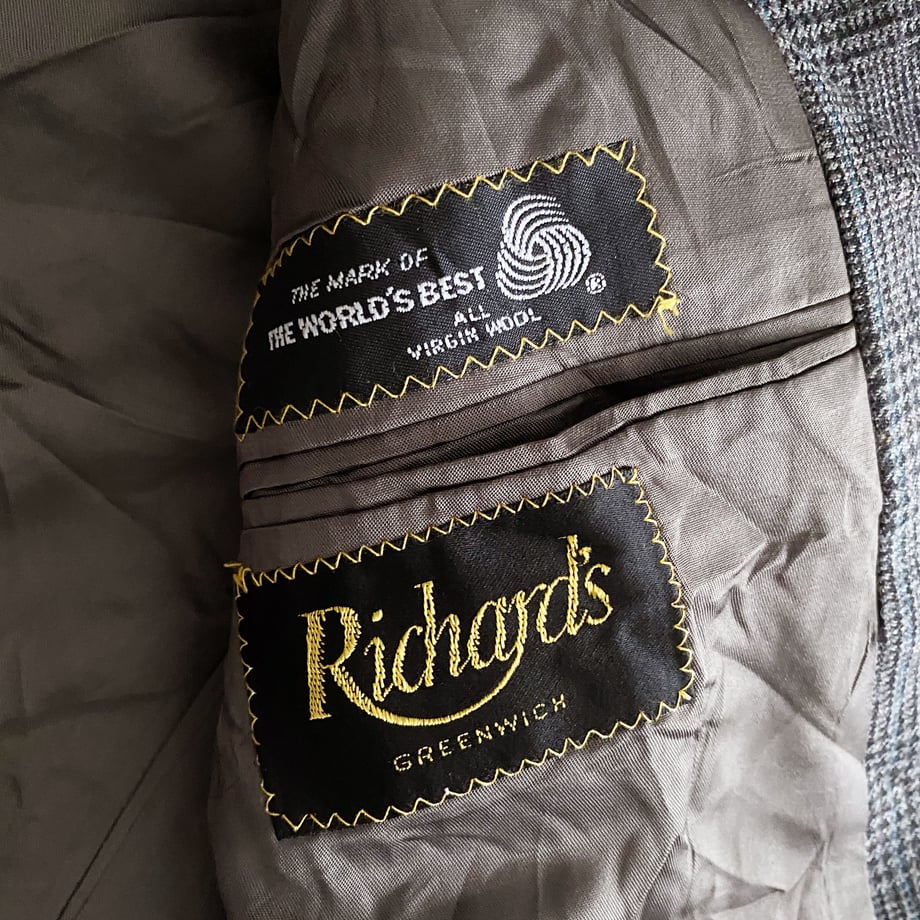 THE MARK OF
THE WORLD'S BEST
ALL
VIRGIN WOOL
®
Richard's
GREENWICH